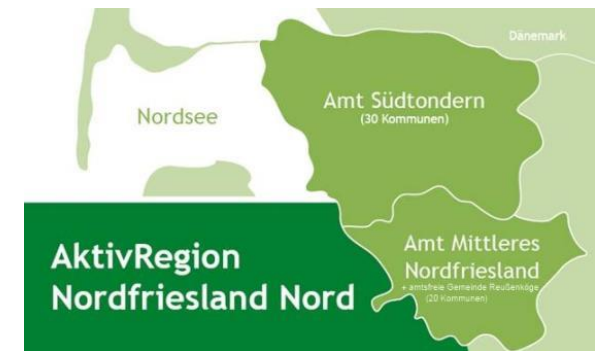 Dänemark
Amt Südtondern
(30 Kommunen)
Nordsee
Amt Mittleres
Nordfriesland
+ amtsfreie Gemeinde Reußenköge
(20 Kommunen)
AktivRegion
Nordfriesland Nord